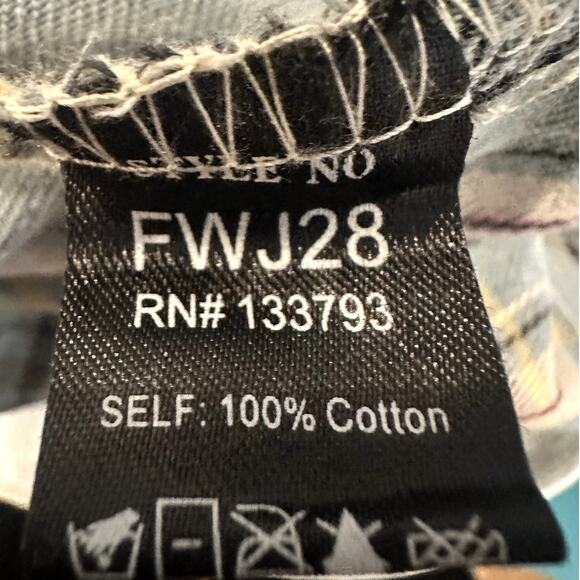 STYLE NO
FWJ28
RN# 133793
SELF: 100% Cotton